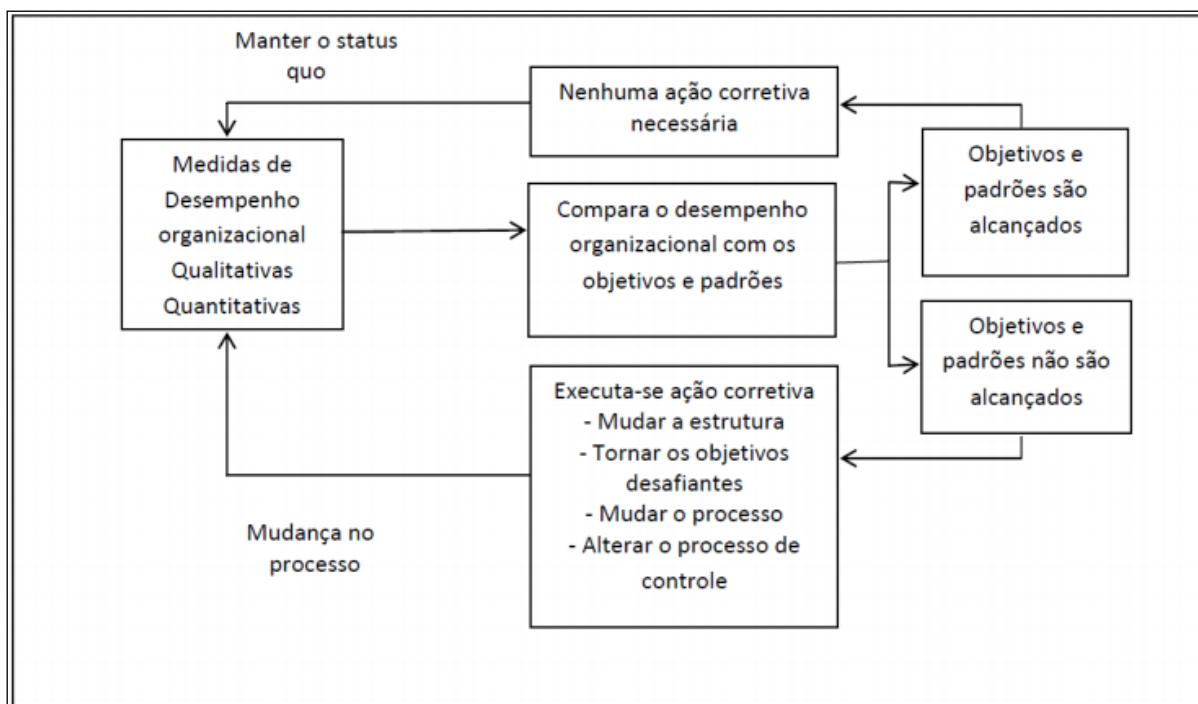 Manter o status
quo
Nenhuma ação corretiva
necessária
Medidas de
Desempenho
organizacional
Qualitativas
Quantitativas
Compara o desempenho
organizacional com os
objetivos e padrões
Objetivos e
padrões são
alcançados
Objetivos e
padrões não são
alcançados
Executa-se ação corretiva
- Mudar a estrutura
- Tornar os objetivos
desafiantes
- Mudar o processo
- Alterar o processo de
controle
Mudança no
processo